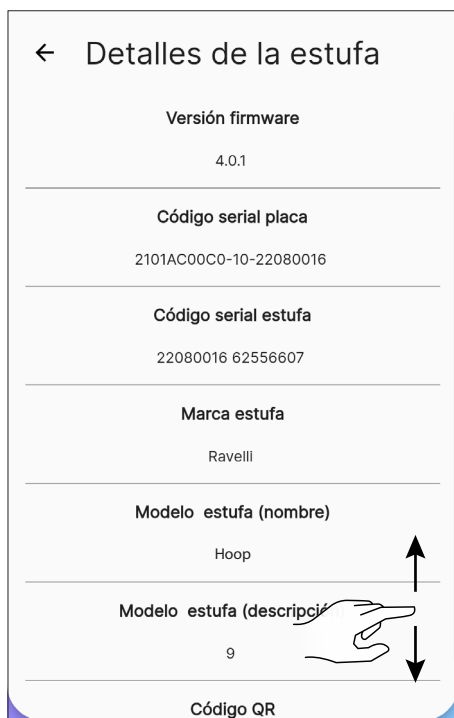 Detalles de la estufa
Versión firmware
4.0.1
Código serial placa
2101AC00C0-10-22080016
Código serial estufa
22080016 62556607
Marca estufa
Ravelli
Modelo estufa (nombre)
Hoop
Modelo estufa (descripción)
9
Código QR